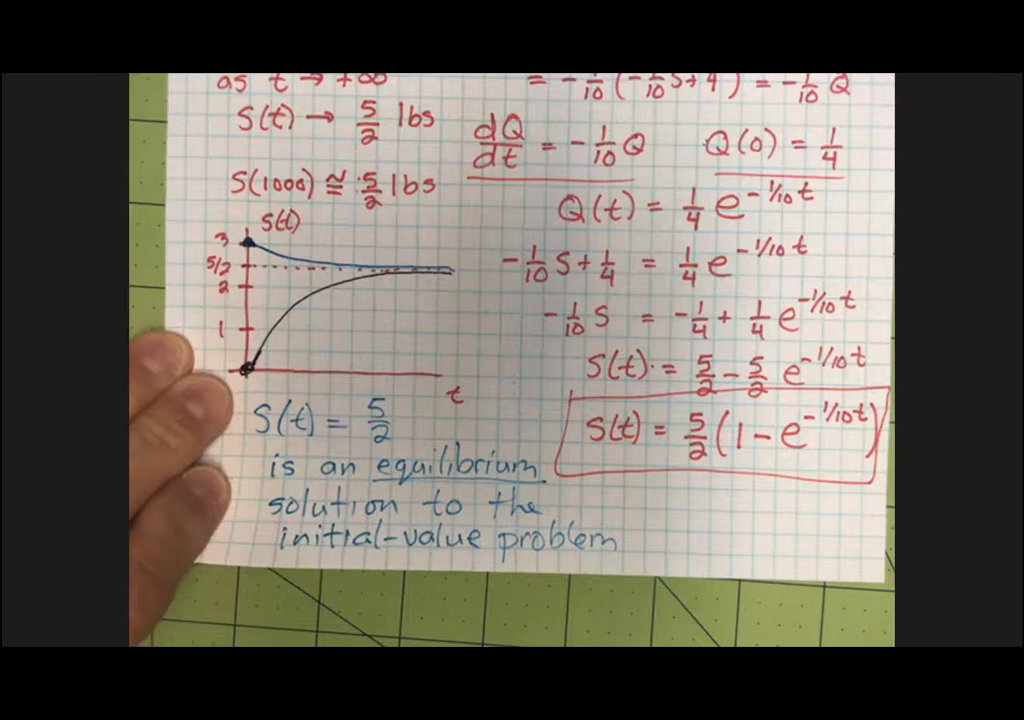 as t → +∞
S(t) → 5/2 lbs
S(1000) ≅ 5/2 lbs
S(t)
3
5/2
2
1
t
S(t) = 5/2
is an equilibrium
solution to the
initial-value problem
= -1/10 (-1/10 S + 4) = -1/10 Q
dQ/dt = -1/10 Q Q(0) = 1/4
Q(t) = 1/4 e^(-1/10 t)
-1/10 S + 1/4 = 1/4 e^(-1/10 t)
-1/10 S = -1/4 + 1/4 e^(-1/10 t)
S(t) = 5/2 - 5/2 e^(-1/10 t)
S(t) = 5/2 (1 - e^(-1/10 t))